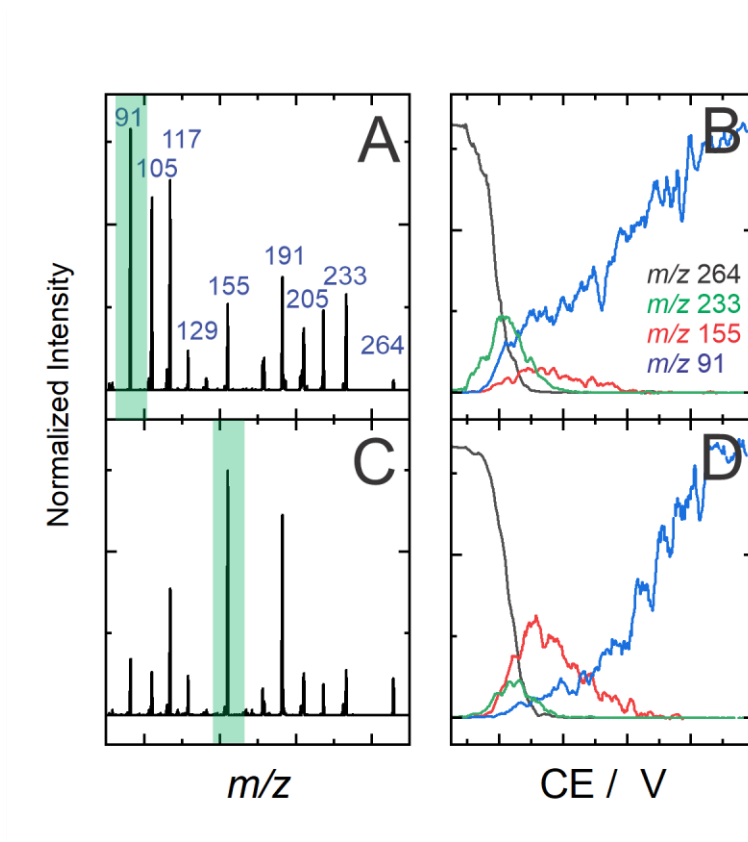 91
117
A
B
105
191
155
205
233
129
264
m/z 264
m/z 233
m/z 155
m/z 91
Normalized Intensity
C
D
m/z
CE / V